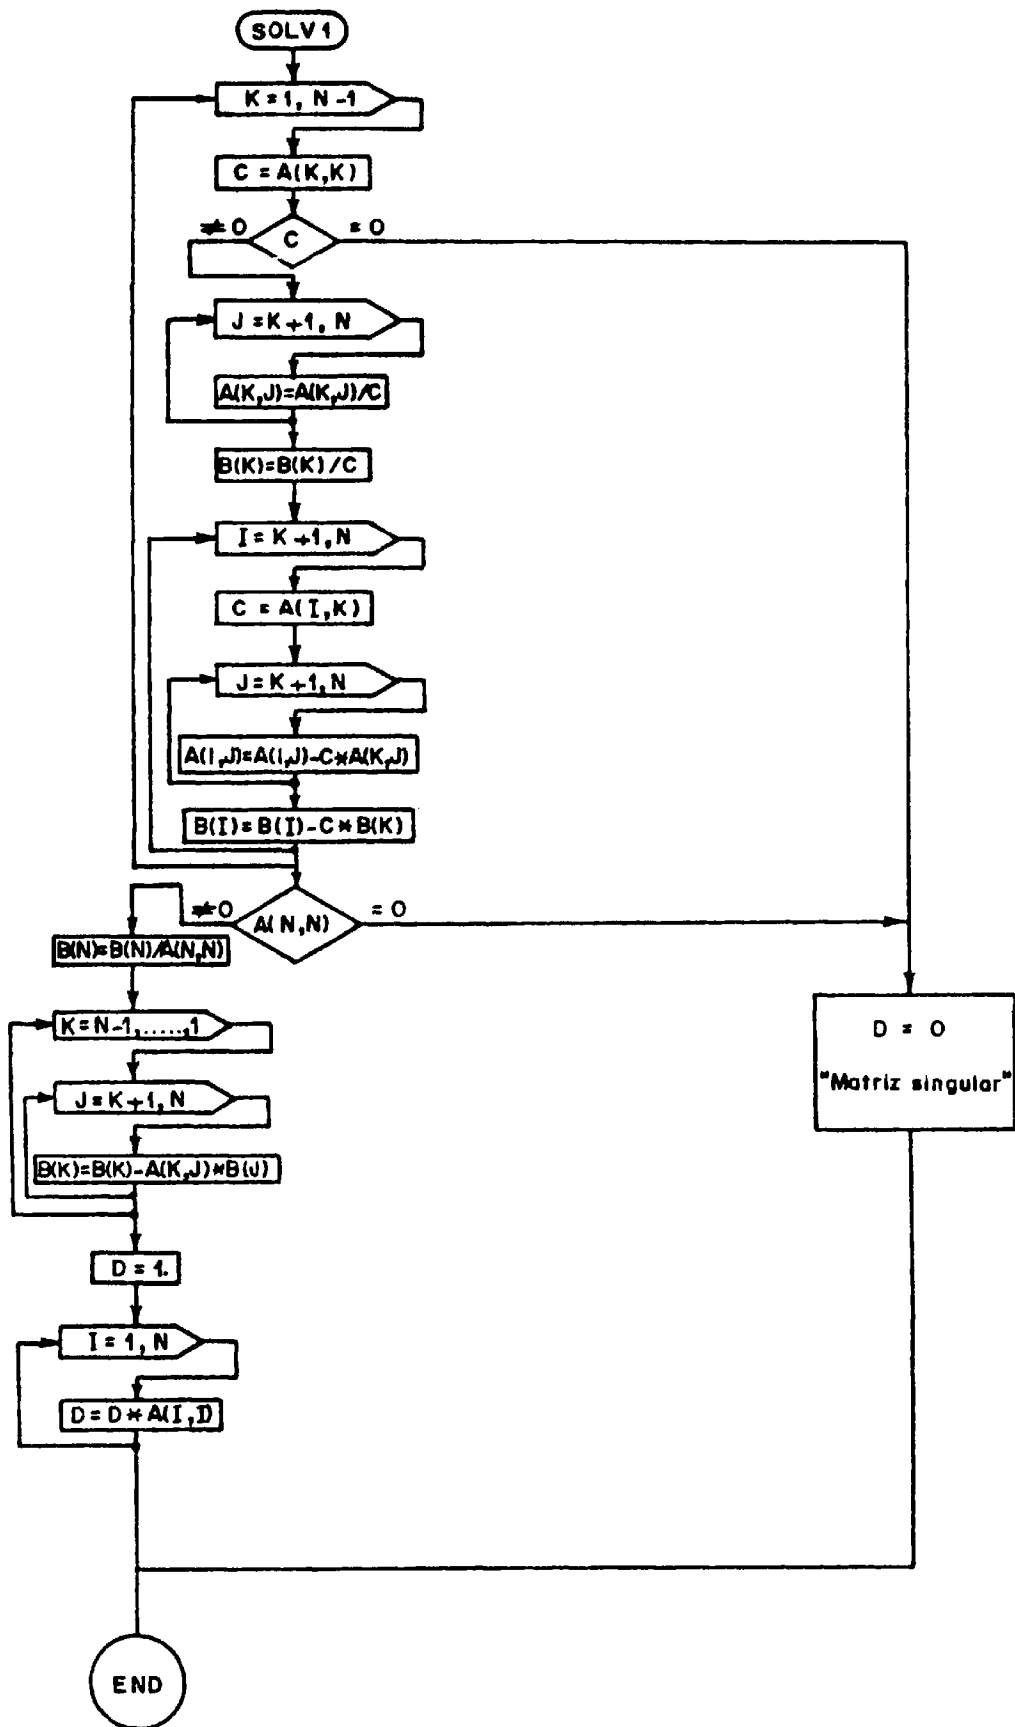 SOLV1
K = 1, N-1
C = A(K,K)
≠0
C
= 0
J = K+1, N
A(K,J)=A(K,J)/C
B(K)=B(K)/C
I = K+1, N
C = A(I,K)
J = K+1, N
A(I,J)=A(I,J)-C*A(K,J)
B(I)=B(I)-C*B(K)
≠0
A(N,N)
= 0
B(N)=B(N)/A(N,N)
K=N-1,.....,1
D = 0
J = K+1, N
"Matriz singular"
B(K)=B(K)-A(K,J)*B(J)
D = 1.
I = 1, N
D = D * A(I,I)
END